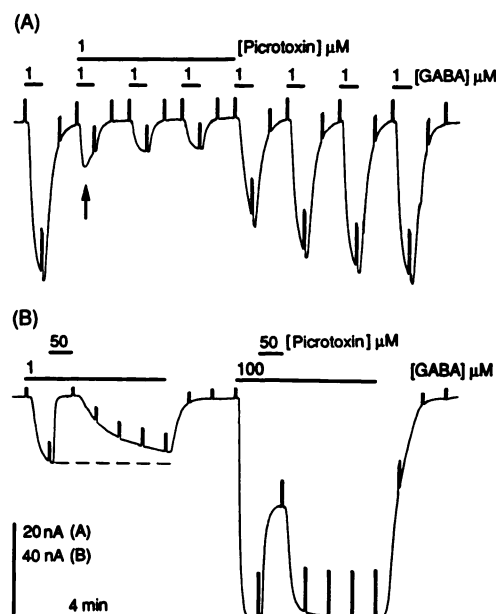 (A)
1 [Picrotoxin] μM
1 1 1 1 1 1 1 1 [GABA] μM
(B)
50 50 [Picrotoxin] μM
1 100 [GABA] μM
20 nA (A)
40 nA (B)
4 min